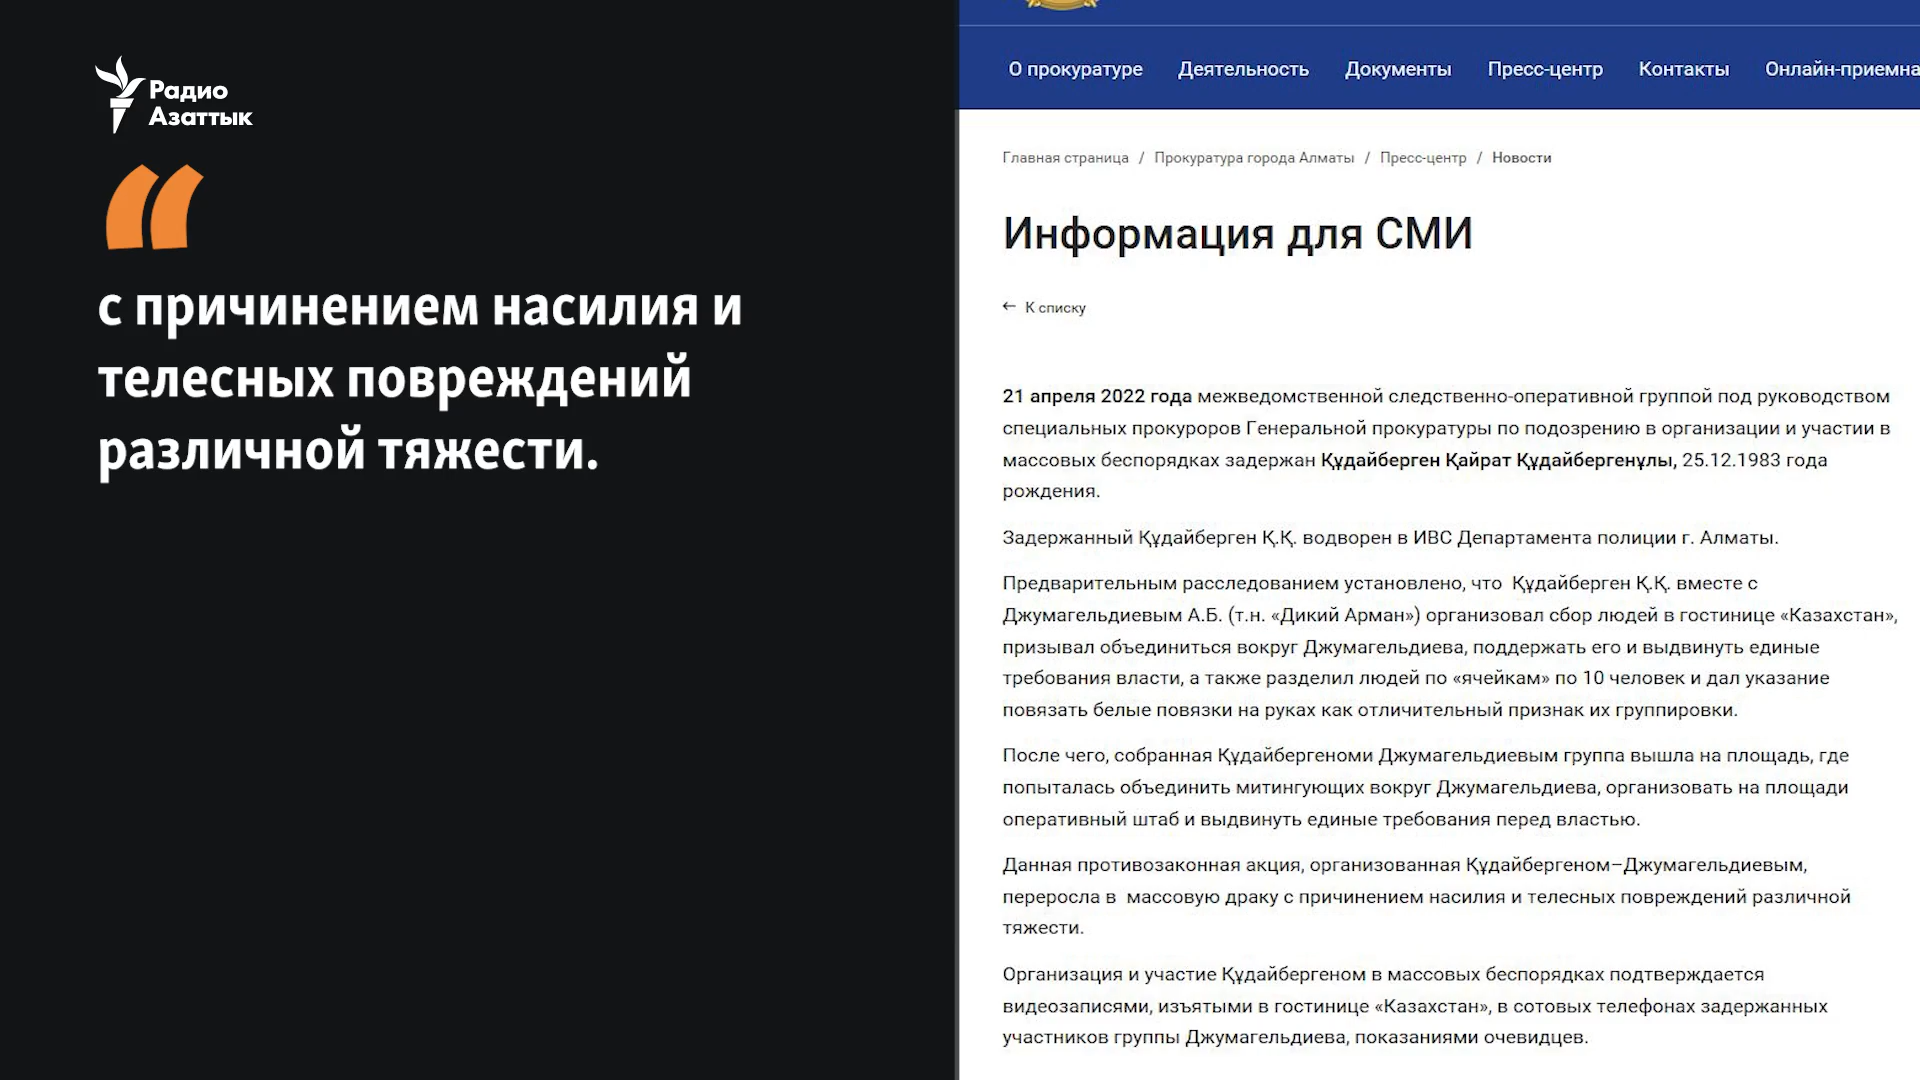 Радио
Азаттык
“
с причинением насилия и
телесных повреждений
различной тяжести.
О прокуратуре Деятельность Документы Пресс-центр Контакты Онлайн-приемна
Главная страница / Прокуратура города Алматы / Пресс-центр / Новости
Информация для СМИ
← К списку
21 апреля 2022 года межведомственной следственно-оперативной группой под руководством
специальных прокуроров Генеральной прокуратуры по подозрению в организации и участии в
массовых беспорядках задержан Құдайберген Қайрат Құдайбергенұлы, 25.12.1983 года
рождения.
Задержанный Құдайберген Қ.Қ. водворен в ИВС Департамента полиции г. Алматы.
Предварительным расследованием установлено, что Құдайберген Қ.Қ. вместе с
Джумагельдиевым А.Б. (т.н. «Дикий Арман») организовал сбор людей в гостинице «Казахстан»,
призывал объединиться вокруг Джумагельдиева, поддержать его и выдвинуть единые
требования власти, а также разделил людей по «ячейкам» по 10 человек и дал указание
повязать белые повязки на руках как отличительный признак их группировки.
После чего, собранная Құдайбергеноми Джумагельдиевым группа вышла на площадь, где
попыталась объединить митингующих вокруг Джумагельдиева, организовать на площади
оперативный штаб и выдвинуть единые требования перед властью.
Данная противозаконная акция, организованная Құдайбергеном–Джумагельдиевым,
переросла в массовую драку с причинением насилия и телесных повреждений различной
тяжести.
Организация и участие Құдайбергеном в массовых беспорядках подтверждается
видеозаписями, изъятыми в гостинице «Казахстан», в сотовых телефонах задержанных
участников группы Джумагельдиева, показаниями очевидцев.